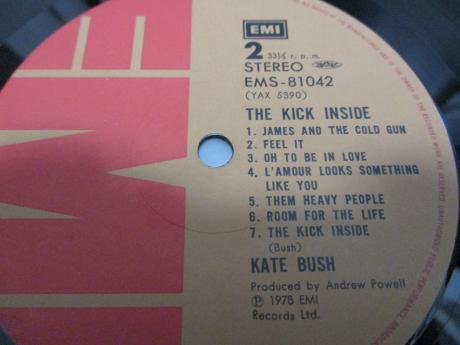 EMI
2 33⅓ r. p. m.
STEREO
EMS-81042
(YAX 5390)
THE KICK INSIDE
1. JAMES AND THE COLD GUN
2. FEEL IT
3. OH TO BE IN LOVE
4. L'AMOUR LOOKS SOMETHING
LIKE YOU
5. THEM HEAVY PEOPLE
6. ROOM FOR THE LIFE
7. THE KICK INSIDE
(Bush)
KATE BUSH
Produced by Andrew Powell
Ⓟ 1978 EMI
Records Ltd.